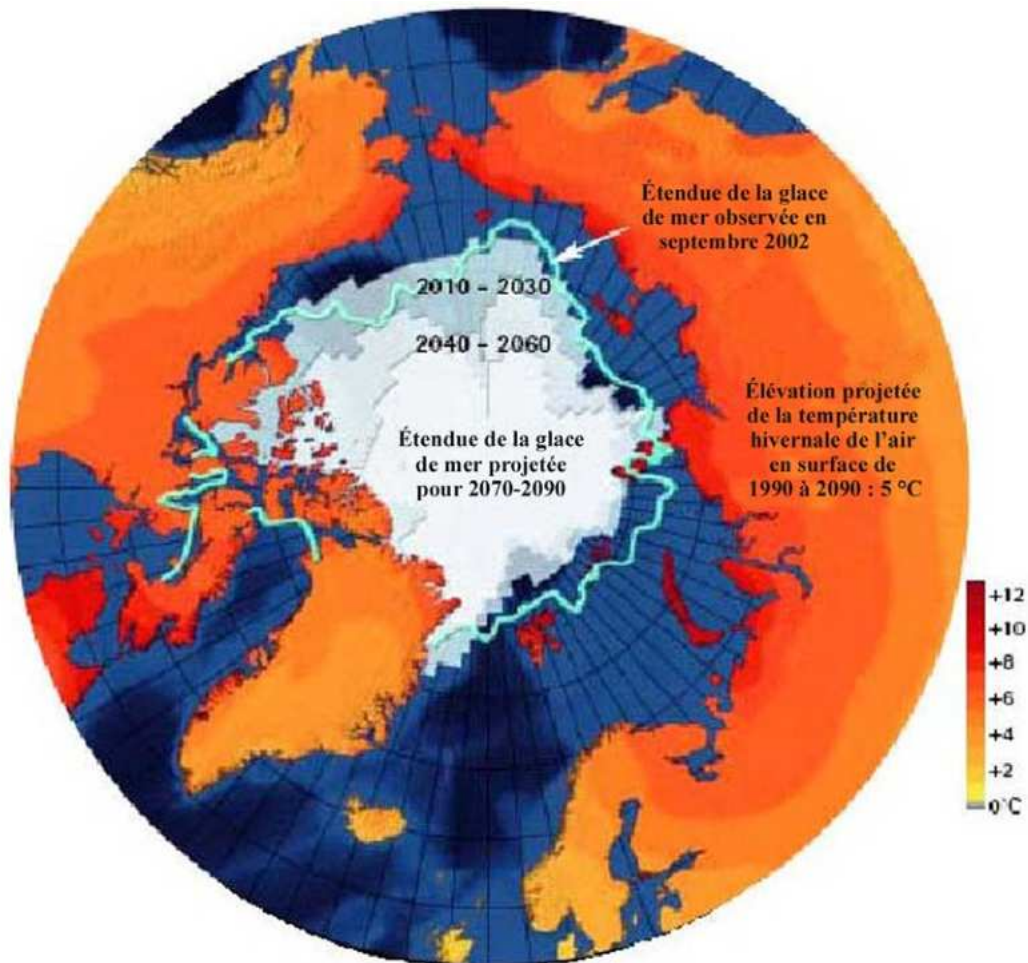 Étendue de la glace
de mer observée en
septembre 2002
2010 – 2030
2040 – 2060
Élévation projetée
de la température
hivernale de l'air
en surface de
1990 à 2090 : 5 °C
Étendue de la glace
de mer projetée
pour 2070-2090
+12
+10
+8
+6
+4
+2
0°C